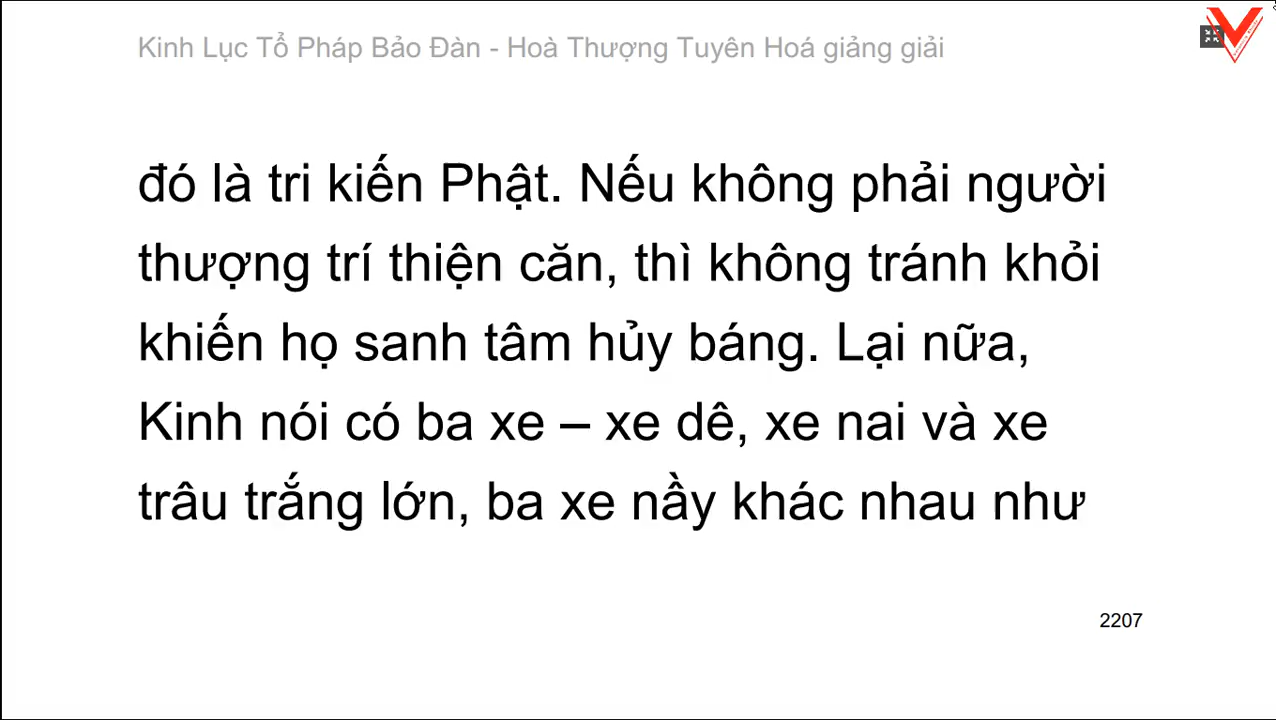 Kinh Lục Tổ Pháp Bảo Đàn - Hoà Thượng Tuyên Hoá giảng giải
đó là tri kiến Phật. Nếu không phải người
thượng trí thiện căn, thì không tránh khỏi
khiến họ sanh tâm hủy báng. Lại nữa,
Kinh nói có ba xe – xe dê, xe nai và xe
trâu trắng lớn, ba xe nầy khác nhau như
2207